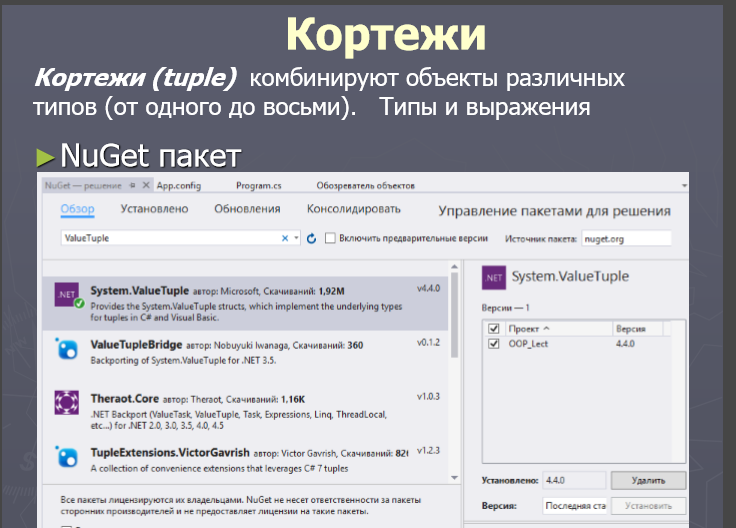 Кортежи
Кортежи (tuple) комбинируют объекты различных
типов (от одного до восьми). Типы и выражения
►NuGet пакет
NuGet — решение
App.config
Program.cs
Обозреватель объектов
Обзор
Установлено
Обновления
Консолидировать
Управление пакетами для решения
ValueTuple
Включить предварительные версии
Источник пакета: nuget.org
.NET
System.ValueTuple автор: Microsoft, Скачиваний: 1,92M
v4.4.0
Provides the System.ValueTuple structs, which implement the underlying types
for tuples in C# and Visual Basic.
ValueTupleBridge автор: Nobuyuki Iwanaga, Скачиваний: 360
v0.1.2
Backporting of System.ValueTuple for .NET 3.5.
Theraot.Core автор: Theraot, Скачиваний: 1,16K
v1.0.3
.NET Backport (ValueTask, ValueTuple, Task, Expressions, Linq, ThreadLocal,
etc...) for .NET 2.0, 3.0, 3.5, 4.0, 4.5
TupleExtensions.VictorGavrish автор: Victor Gavrish, Скачиваний:
v1.2.3
A collection of convenience extensions that leverages C# 7 tuples
Все пакеты лицензируются их владельцами. NuGet не несет ответственности за пакеты
сторонних производителей и не предоставляет лицензии на такие пакеты.
.NET
System.ValueTuple
Версии — 1
Проект
Версия
OOP_Lect
4.4.0
Установлено: 4.4.0
Удалить
Версия: Последняя ста
Установить